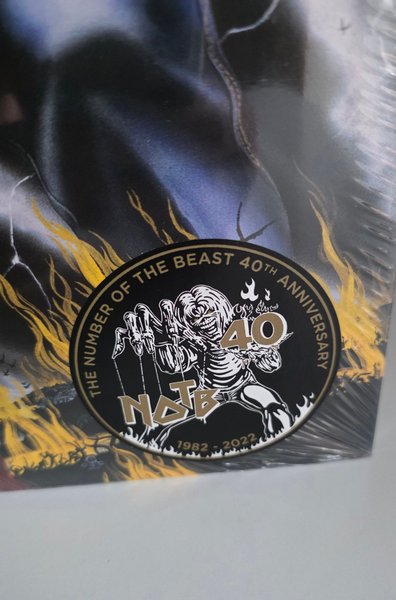 THE NUMBER OF THE BEAST 40TH ANNIVERSARY
40
NOTB
1982 - 2022